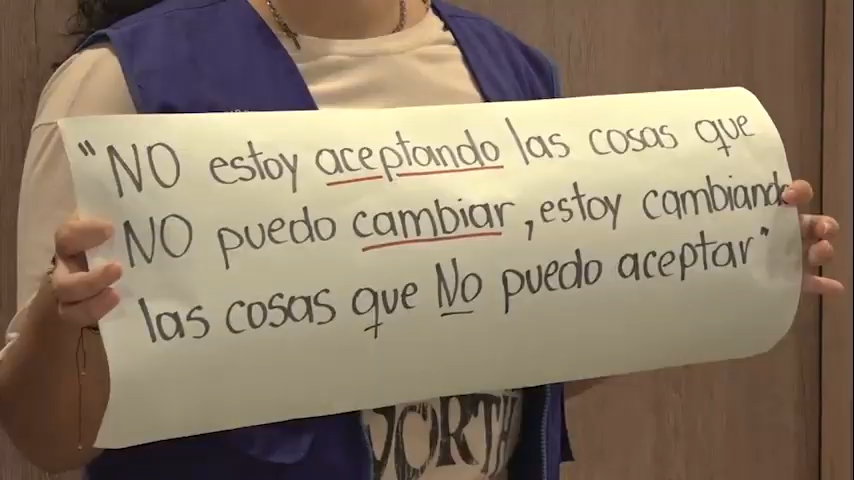 "NO estoy aceptando las cosas que
NO puedo cambiar, estoy cambiando
las cosas que No puedo aceptar"